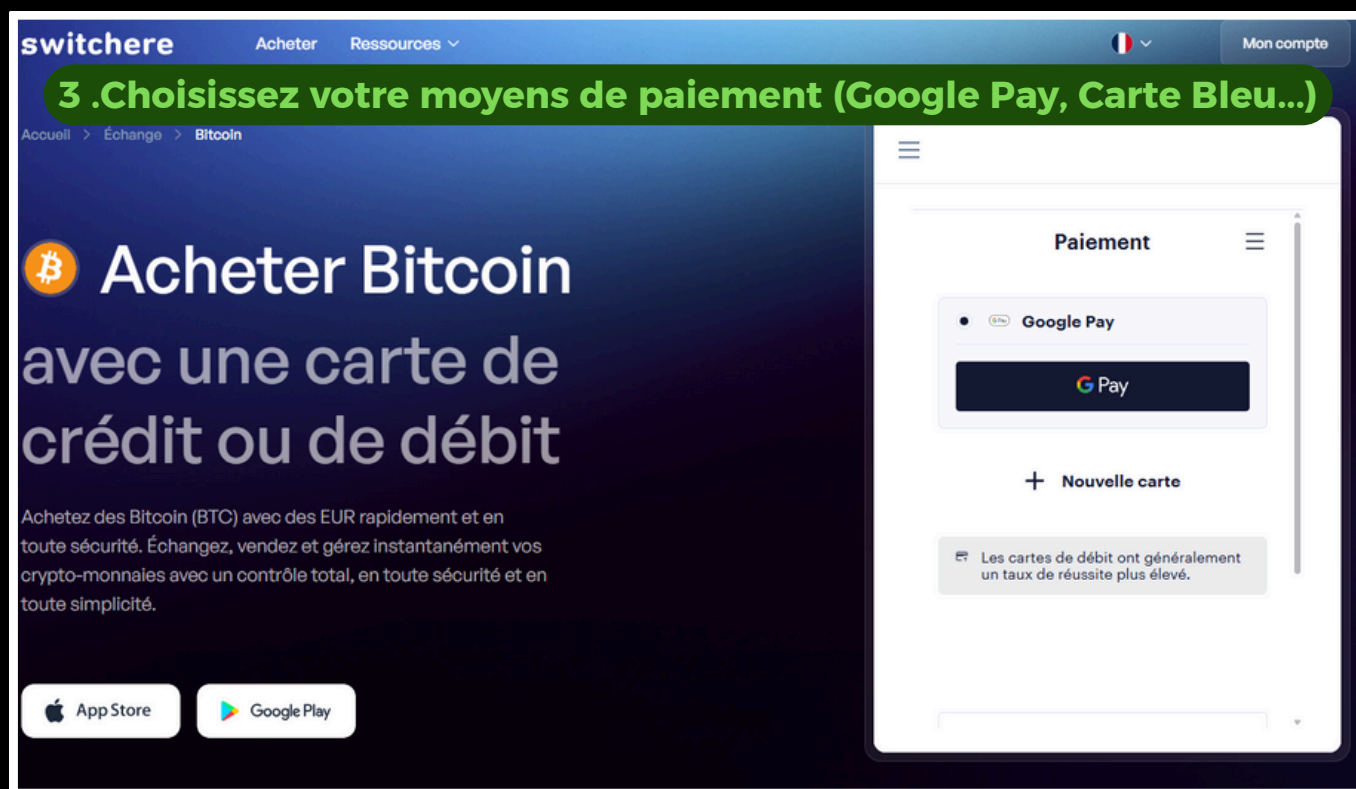 switchere Acheter Ressources Mon compte
3 .Choisissez votre moyens de paiement (Google Pay, Carte Bleu...)
Accueil > Échange > Bitcoin
Acheter Bitcoin
avec une carte de
crédit ou de débit
Achetez des Bitcoin (BTC) avec des EUR rapidement et en
toute sécurité. Échangez, vendez et gérez instantanément vos
crypto-monnaies avec un contrôle total, en toute sécurité et en
toute simplicité.
App Store Google Play
Paiement
G Pay Google Pay
G Pay
+ Nouvelle carte
Les cartes de débit ont généralement
un taux de réussite plus élevé.